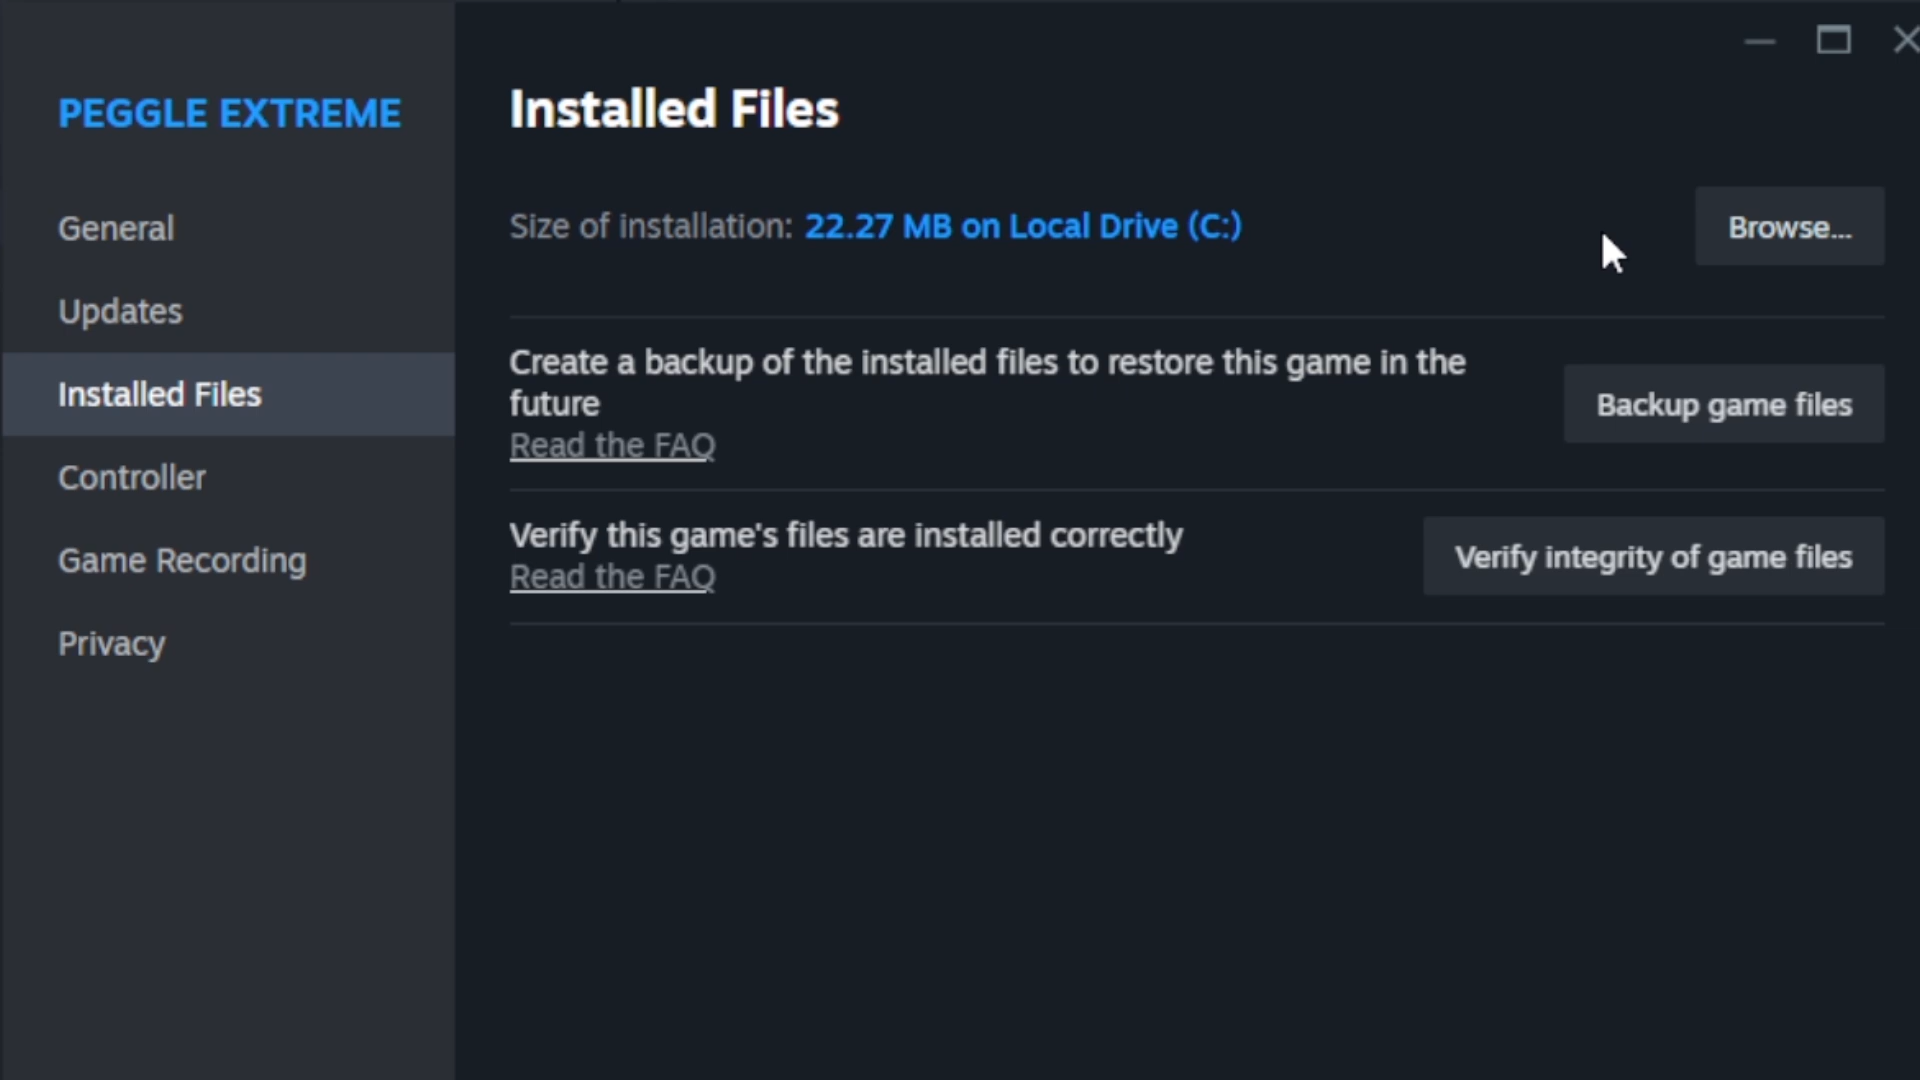 PEGGLE EXTREME
General
Updates
Installed Files
Controller
Game Recording
Privacy
Installed Files
Size of installation: 22.27 MB on Local Drive (C:)
Browse...
Create a backup of the installed files to restore this game in the
future
Read the FAQ
Backup game files
Verify this game's files are installed correctly
Read the FAQ
Verify integrity of game files